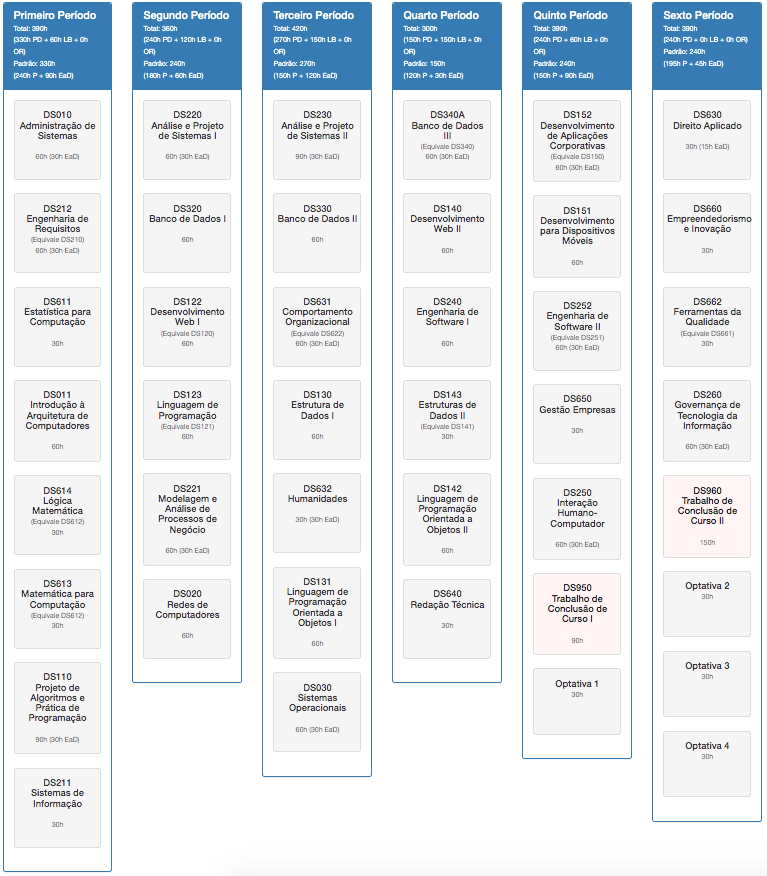 Primeiro Período
Total: 390h
(330h PD + 60h LB + 0h
OR)
Padrão: 330h
(240h P + 90h EaD)
DS010
Administração de
Sistemas
60h (30h EaD)
DS212
Engenharia de
Requisitos
(Equivale DS210)
60h (30h EaD)
DS611
Estatística para
Computação
30h
DS011
Introdução à
Arquitetura de
Computadores
60h
DS614
Lógica
Matemática
(Equivale DS612)
30h
DS613
Matemática para
Computação
(Equivale DS612)
30h
DS110
Projeto de
Algoritmos e
Prática de
Programação
90h (30h EaD)
DS211
Sistemas de
Informação
30h
Segundo Período
Total: 360h
(240h PD + 120h LB + 0h
OR)
Padrão: 240h
(180h P + 60h EaD)
DS220
Análise e Projeto
de Sistemas I
60h (30h EaD)
DS320
Banco de Dados I
60h
DS122
Desenvolvimento
Web I
(Equivale DS120)
60h
DS123
Linguagem de
Programação
(Equivale DS121)
60h
DS221
Modelagem e
Análise de
Processos de
Negócio
60h (30h EaD)
DS020
Redes de
Computadores
60h
Terceiro Período
Total: 420h
(270h PD + 150h LB + 0h
OR)
Padrão: 270h
(150h P + 120h EaD)
DS230
Análise e Projeto
de Sistemas II
90h (30h EaD)
DS330
Banco de Dados II
60h
DS631
Comportamento
Organizacional
(Equivale DS622)
60h (30h EaD)
DS130
Estrutura de
Dados I
60h
DS632
Humanidades
30h (30h EaD)
DS131
Linguagem de
Programação
Orientada a
Objetos I
60h
DS030
Sistemas
Operacionais
60h (30h EaD)
Quarto Período
Total: 300h
(150h PD + 150h LB + 0h
OR)
Padrão: 150h
(120h P + 30h EaD)
DS340A
Banco de Dados
III
(Equivale DS340)
60h (30h EaD)
DS140
Desenvolvimento
Web II
60h
DS240
Engenharia de
Software I
60h
DS143
Estruturas de
Dados II
(Equivale DS141)
30h
DS142
Linguagem de
Programação
Orientada a
Objetos II
60h
DS640
Redação Técnica
30h
Quinto Período
Total: 390h
(240h PD + 60h LB + 0h
OR)
Padrão: 240h
(150h P + 90h EaD)
DS152
Desenvolvimento
de Aplicações
Corporativas
(Equivale DS150)
60h (30h EaD)
DS151
Desenvolvimento
para Dispositivos
Móveis
60h
DS252
Engenharia de
Software II
(Equivale DS251)
60h (30h EaD)
DS650
Gestão Empresas
30h
DS250
Interação
Humano-
Computador
60h (30h EaD)
DS950
Trabalho de
Conclusão de
Curso I
90h
Optativa 1
30h
Sexto Período
Total: 390h
(240h PD + 0h LB + 0h OR)
Padrão: 240h
(195h P + 45h EaD)
DS630
Direito Aplicado
30h (15h EaD)
DS660
Empreendedorismo
e Inovação
30h
DS662
Ferramentas da
Qualidade
(Equivale DS661)
30h
DS260
Governança de
Tecnologia da
Informação
60h (30h EaD)
DS960
Trabalho de
Conclusão de
Curso II
150h
Optativa 2
30h
Optativa 3
30h
Optativa 4
30h